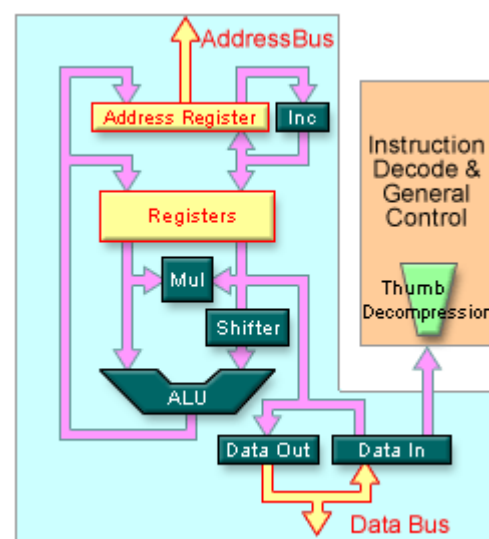 AddressBus
Address Register
Inc
Instruction
Decode &
General
Control
Registers
Mul
Thumb
Decompression
Shifter
ALU
Data Out
Data In
Data Bus